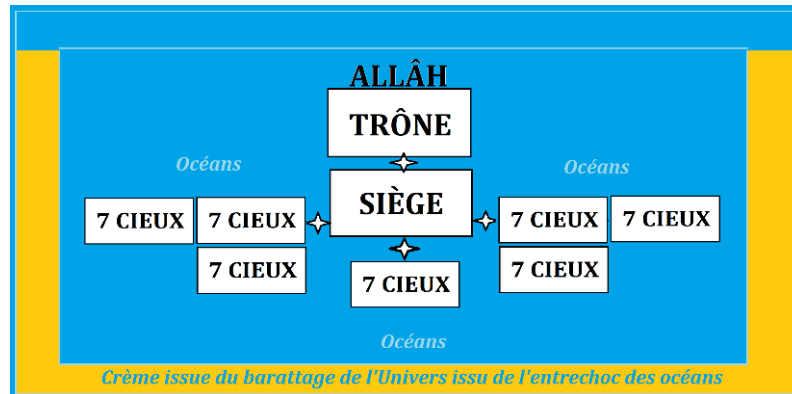 ALLÂH
TRÔNE
Océans
Océans
SIÈGE
7 CIEUX
7 CIEUX
7 CIEUX
7 CIEUX
7 CIEUX
7 CIEUX
7 CIEUX
Océans
Crème issue du barattage de l'Univers issu de l'entrechoc des océans